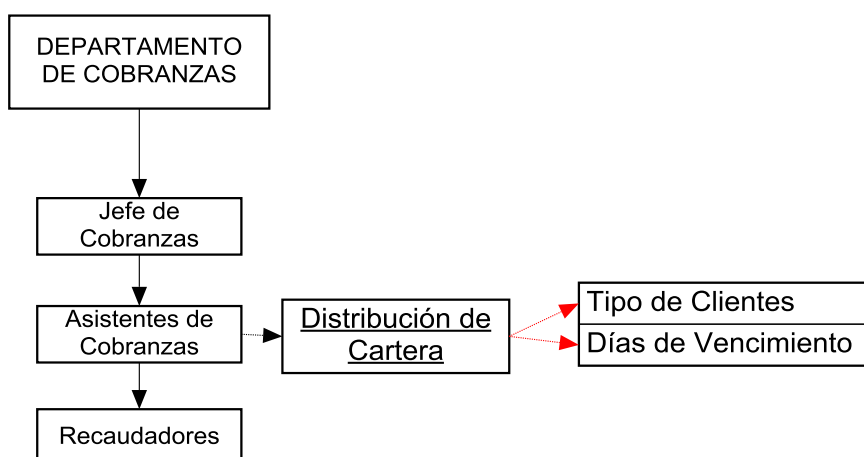 DEPARTAMENTO
DE COBRANZAS
Jefe de
Cobranzas
Asistentes de
Cobranzas
Distribución de
Cartera
Tipo de Clientes
Días de Vencimiento
Recaudadores